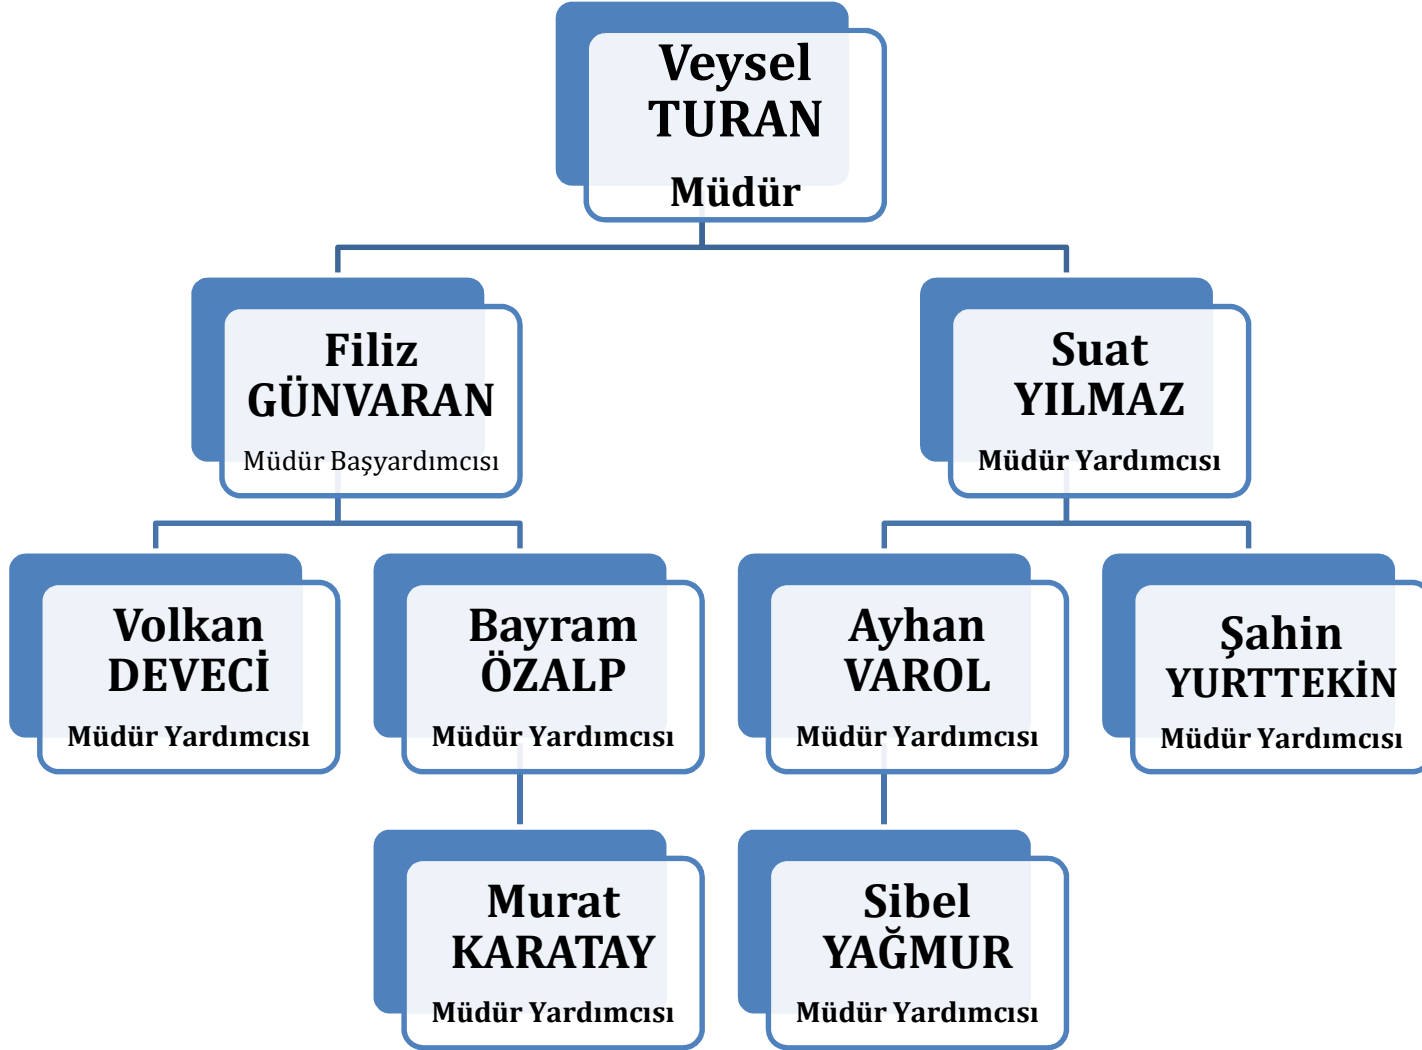 Veysel
TURAN
Müdür
Filiz
GÜNVARAN
Müdür Başyardımcısı
Suat
YILMAZ
Müdür Yardımcısı
Volkan
DEVECİ
Müdür Yardımcısı
Bayram
ÖZALP
Müdür Yardımcısı
Ayhan
VAROL
Müdür Yardımcısı
Şahin
YURTTEKİN
Müdür Yardımcısı
Murat
KARATAY
Müdür Yardımcısı
Sibel
YAĞMUR
Müdür Yardımcısı